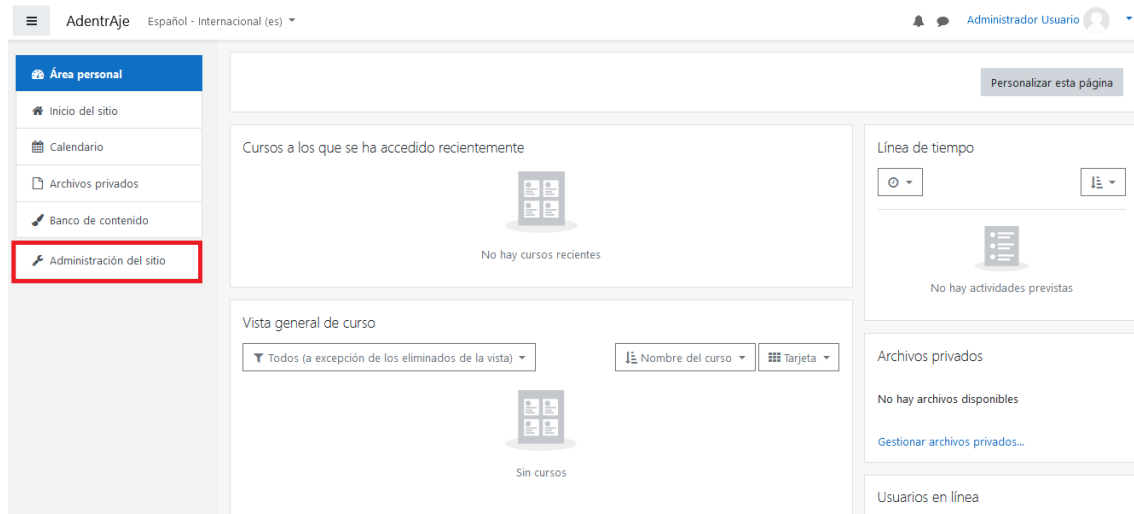 AdentrAje Español - Internacional (es) Administrador Usuario
Área personal
Inicio del sitio
Calendario
Archivos privados
Banco de contenido
Administración del sitio
Personalizar esta página
Cursos a los que se ha accedido recientemente
No hay cursos recientes
Vista general de curso
Todos (a excepción de los eliminados de la vista) Nombre del curso Tarjeta
Sin cursos
Línea de tiempo
No hay actividades previstas
Archivos privados
No hay archivos disponibles
Gestionar archivos privados...
Usuarios en línea